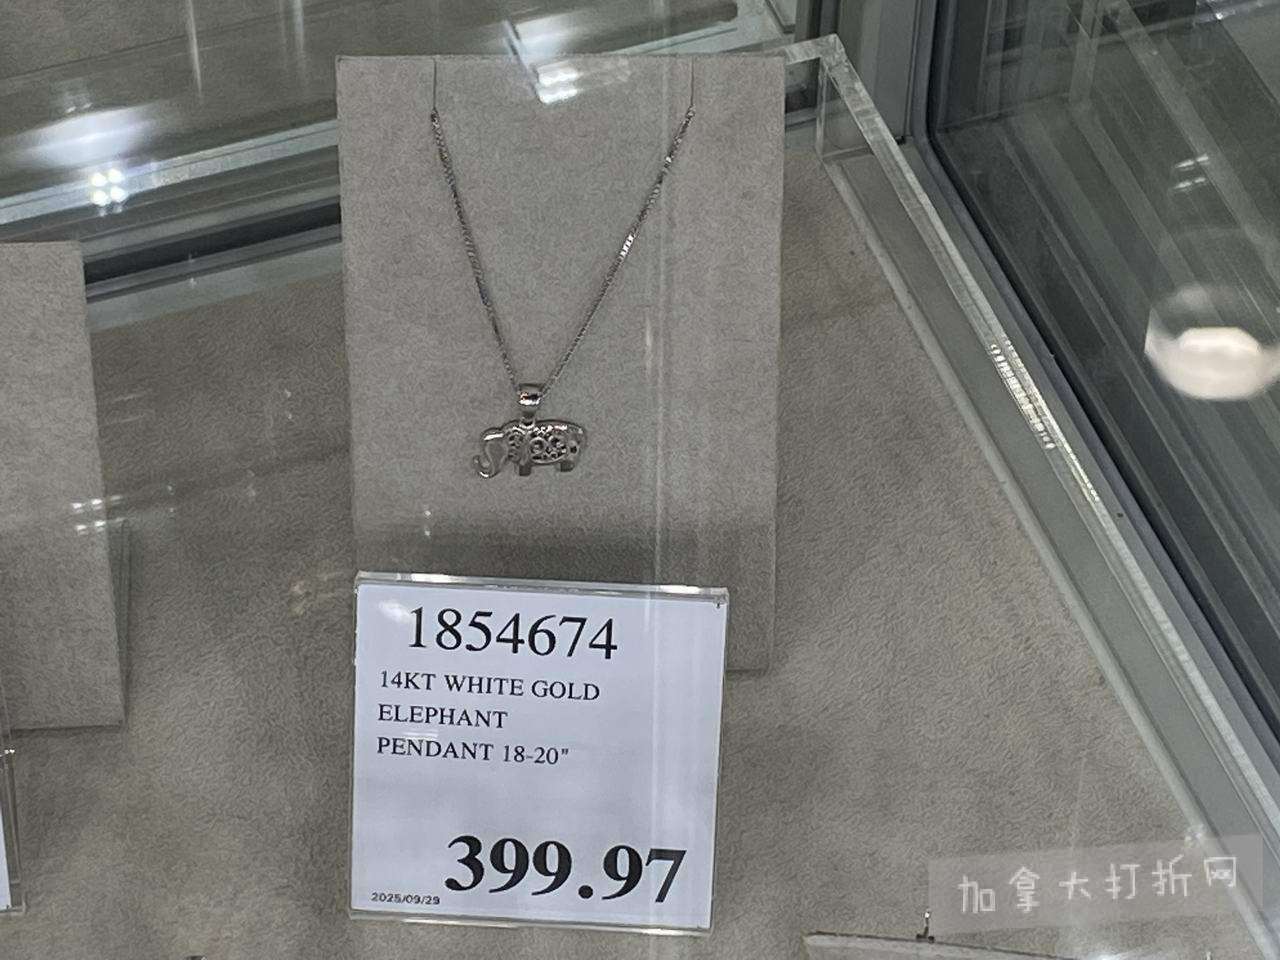 1854674
14KT WHITE GOLD
ELEPHANT
PENDANT 18-20"
399.97
2025/09/29
加拿大打折网